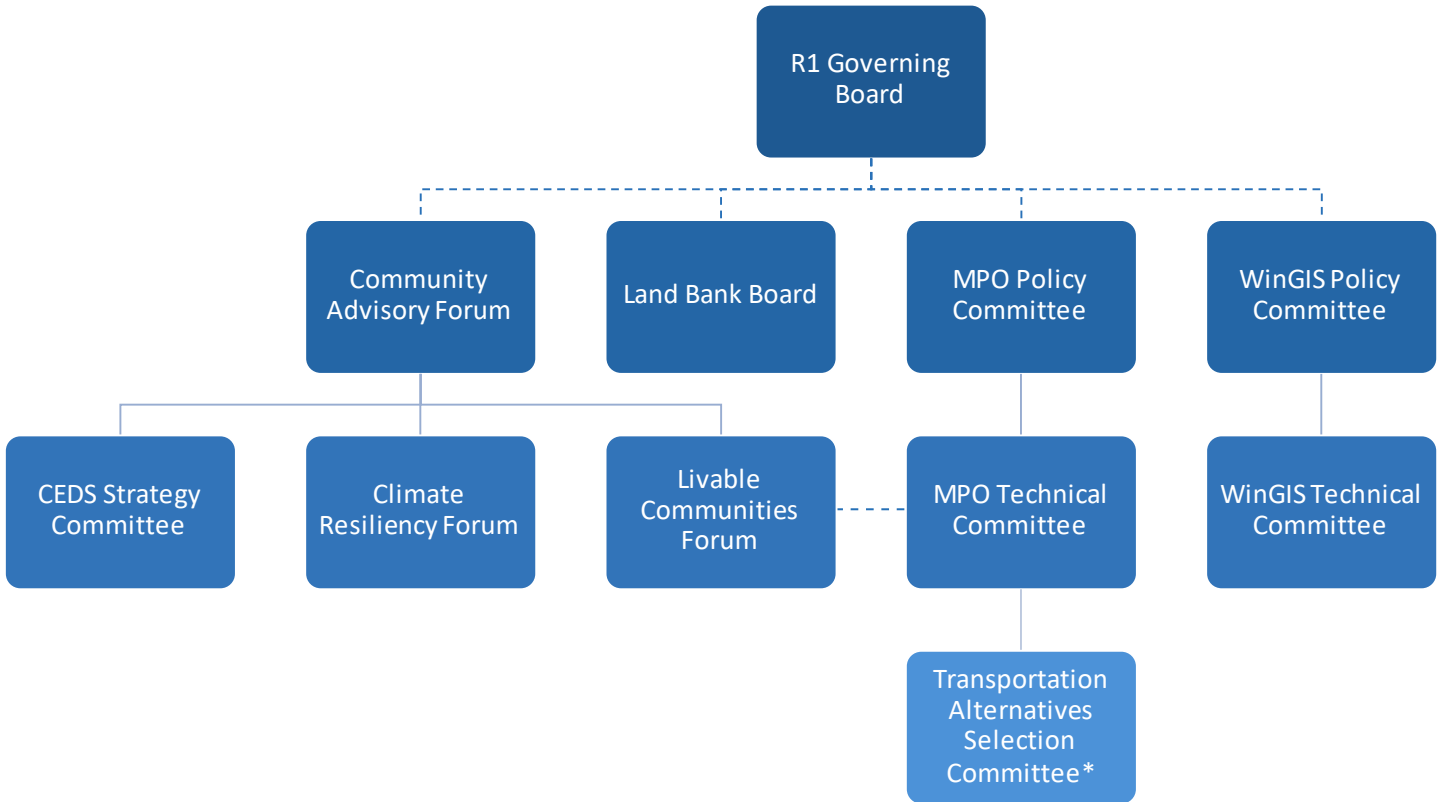 R1 Governing
Board
Community
Advisory Forum
Land Bank Board
MPO Policy
Committee
WinGIS Policy
Committee
CEDS Strategy
Committee
Climate
Resiliency Forum
Livable
Communities
Forum
MPO Technical
Committee
WinGIS Technical
Committee
Transportation
Alternatives
Selection
Committee*